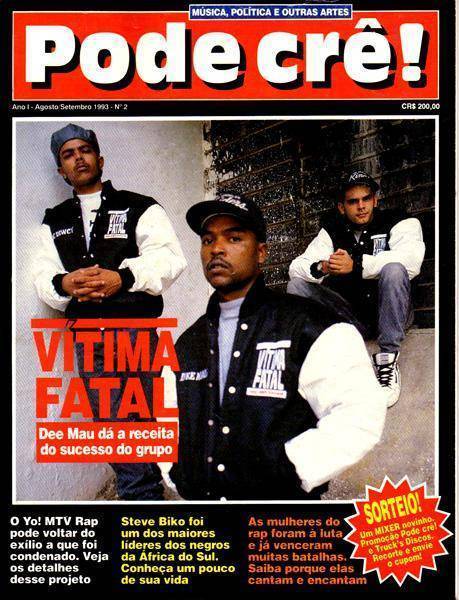 MÚSICA, POLÍTICA E OUTRAS ARTES
Pode crê!
Ano I - Agosto/Setembro 1993 - Nº 2
CR$ 200,00
VÍTIMA
FATAL
VÍTIMA
FATAL
VÍTIMA
FATAL
Dee Mau dá a receita
do sucesso do grupo
O Yo! MTV Rap
pode voltar do
exílio a que foi
condenado. Veja
os detalhes
desse projeto
Steve Biko foi
um dos maiores
líderes dos negros
da África do Sul.
Conheça um pouco
de sua vida
As mulheres do
rap foram à luta
e já venceram
muitas batalhas.
Saiba porque elas
cantam e encantam
SORTEIO!
Um MIXER novinho.
Promoção Pode crê!
e Truck's Discos.
Recorte e envie
o cupom!